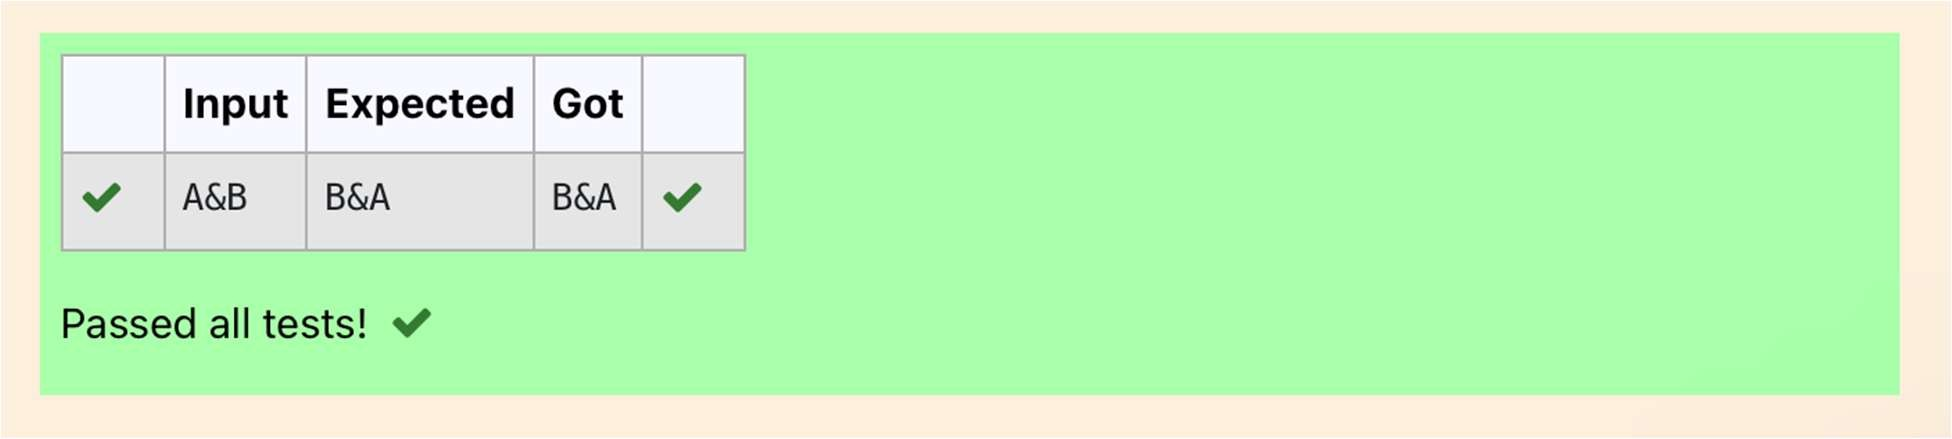 Input Expected Got
A&B B&A B&A
Passed all tests!